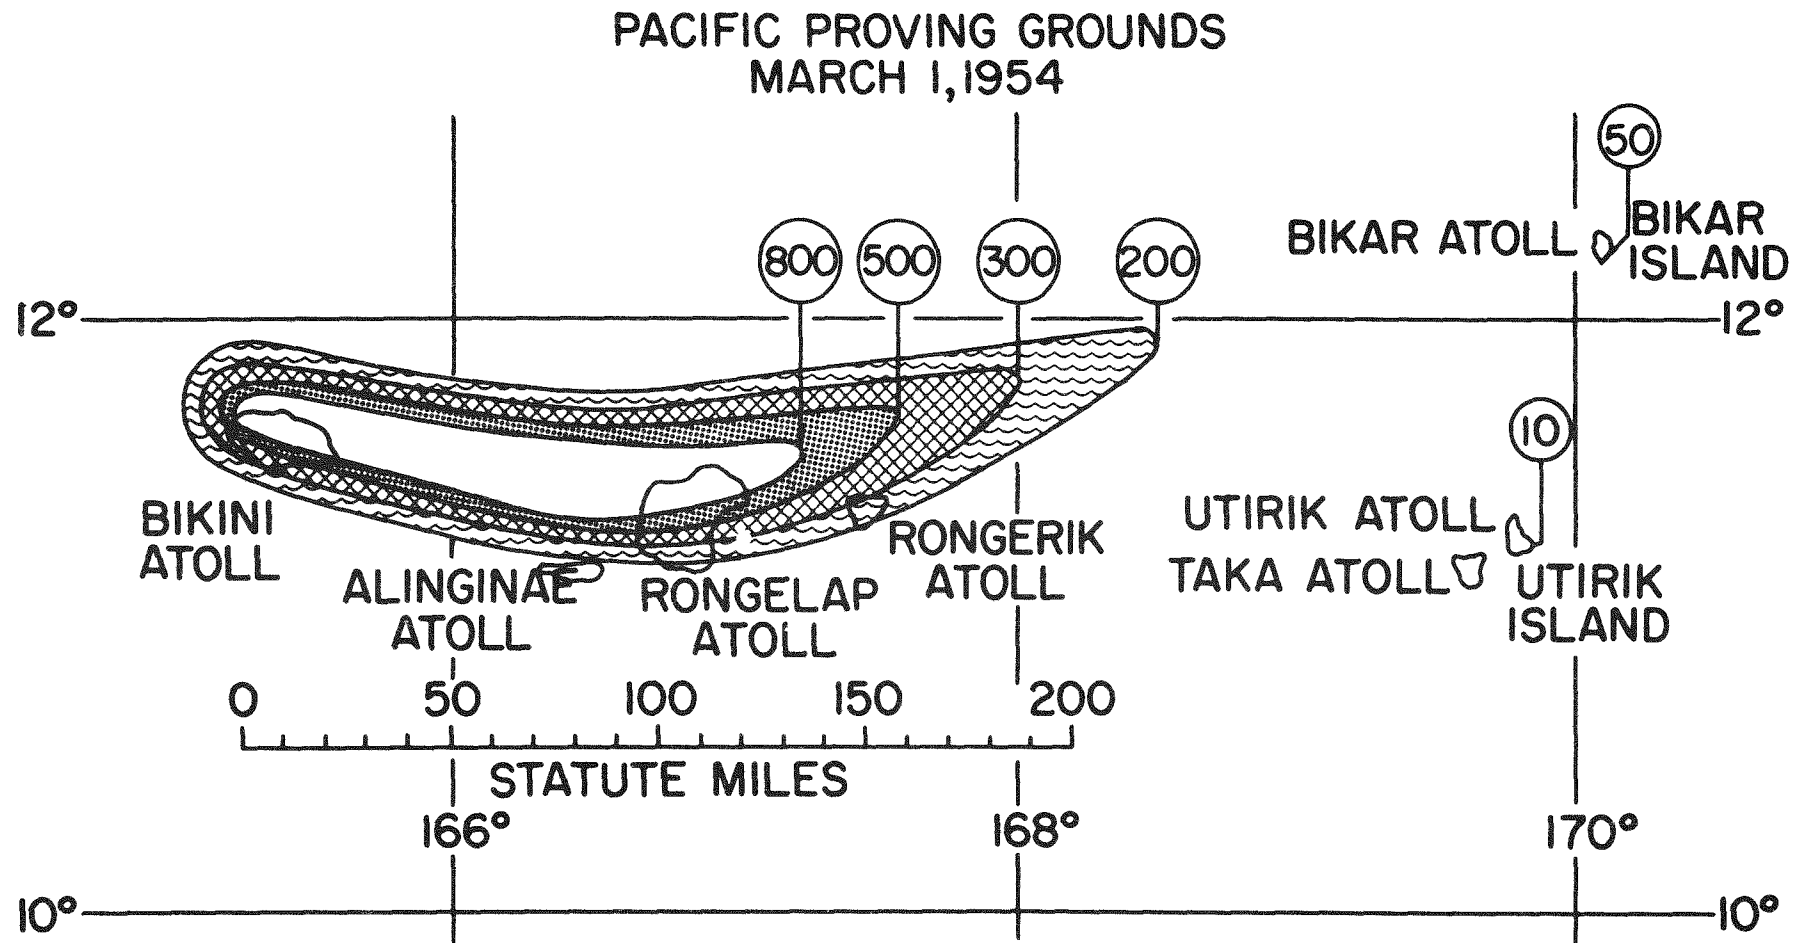 PACIFIC PROVING GROUNDS
MARCH 1, 1954
50
BIKAR ATOLL
BIKAR
ISLAND
800
500
300
200
12°
12°
10
BIKINI
ATOLL
ALINGINAE
ATOLL
RONGELAP
ATOLL
RONGERIK
ATOLL
UTIRIK ATOLL
TAKA ATOLL
UTIRIK
ISLAND
0 50 100 150 200
STATUTE MILES
166° 168° 170°
10°
10°